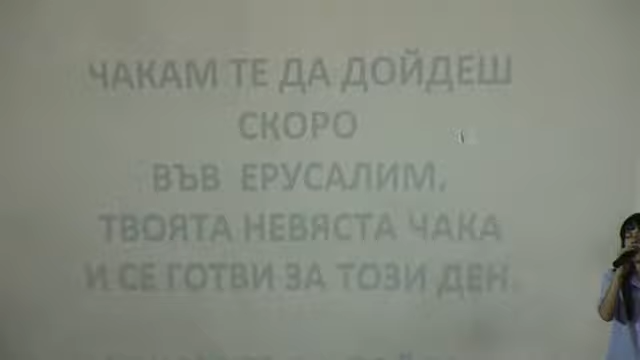 ЧАКАМ ТЕ ДА ДОЙДЕШ
СКОРО
ВЪВ ЕРУСАЛИМ,
ТВОЯТА НЕВЯСТА ЧАКА
И СЕ ГОТВИ ЗА ТОЗИ ДЕН.